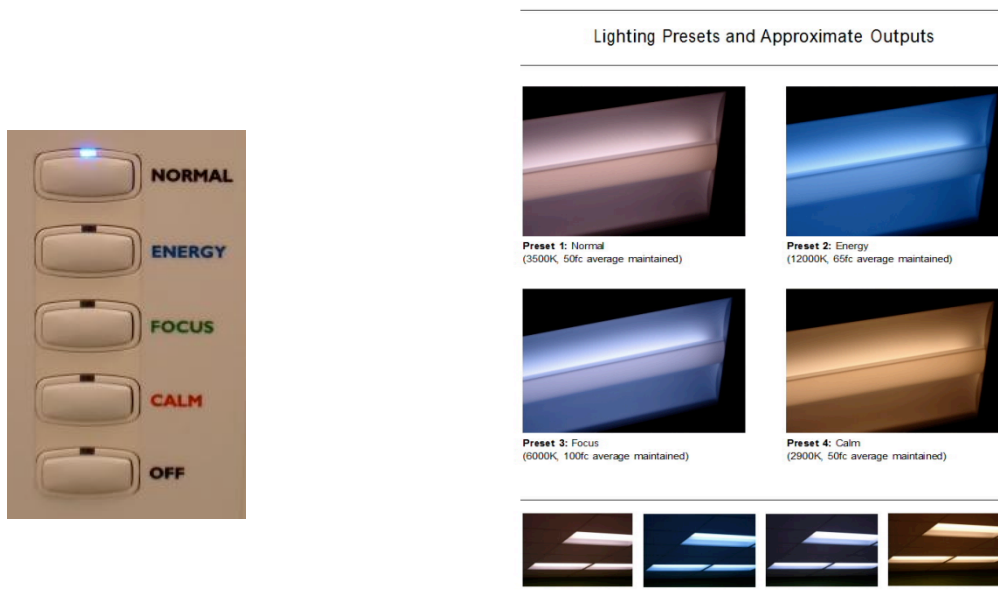 NORMAL
ENERGY
FOCUS
CALM
OFF
Lighting Presets and Approximate Outputs
Preset 1: Normal
(3500K, 50fc average maintained)
Preset 2: Energy
(12000K, 65fc average maintained)
Preset 3: Focus
(6000K, 100fc average maintained)
Preset 4: Calm
(2900K, 50fc average maintained)